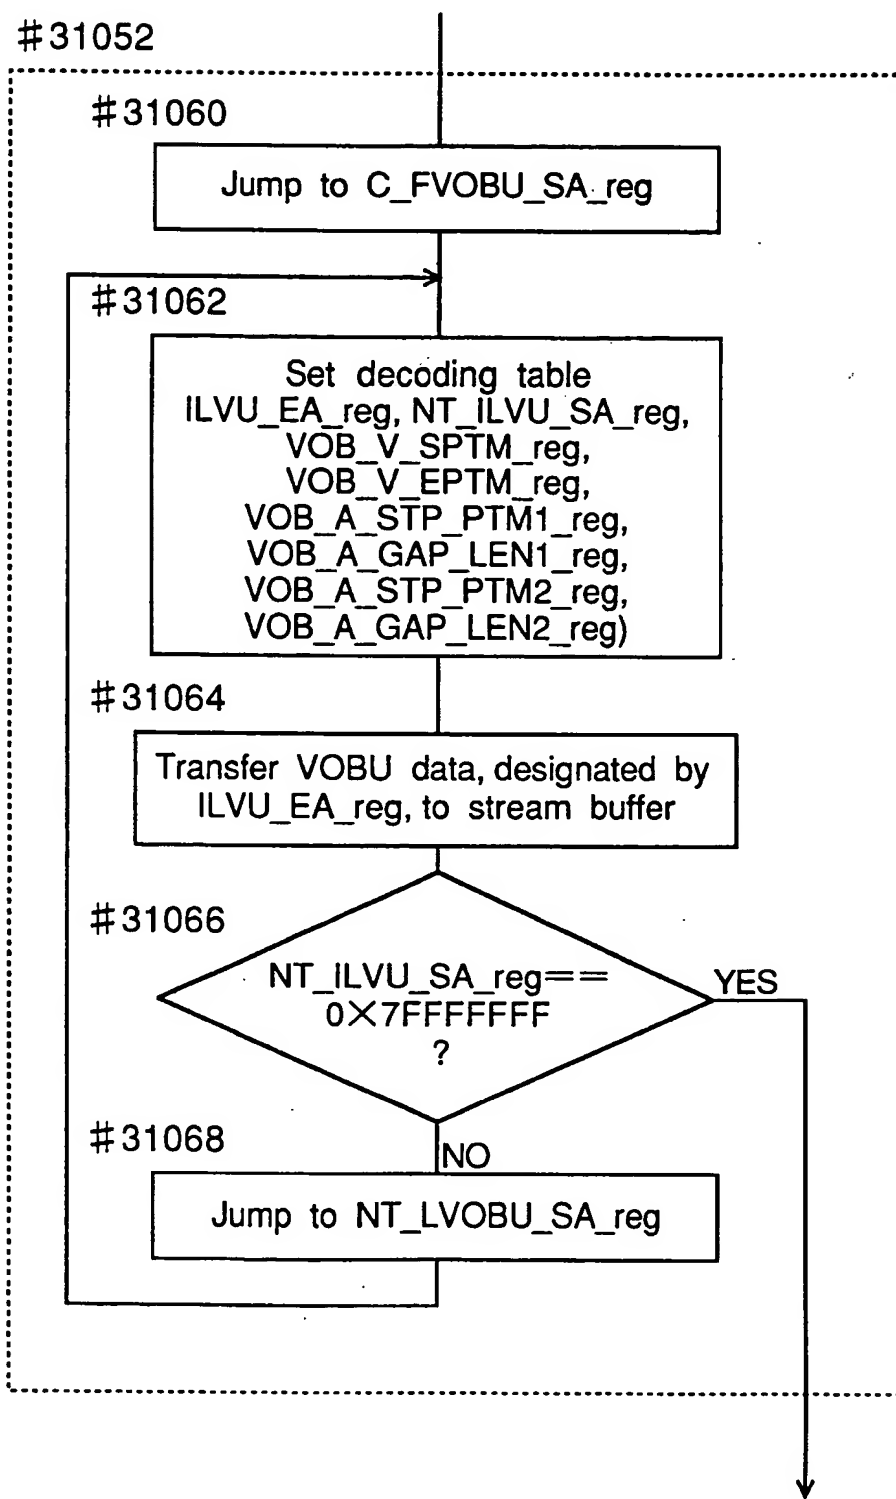 #31052
#31060
Jump to C_FVOBU_SA_reg
#31062
Set decoding table
ILVU_EA_reg, NT_ILVU_SA_reg,
VOB_V_SPTM_reg,
VOB_V_EPTM_reg,
VOB_A_STP_PTM1_reg,
VOB_A_GAP_LEN1_reg,
VOB_A_STP_PTM2_reg,
VOB_A_GAP_LEN2_reg)
#31064
Transfer VOBU data, designated by
ILVU_EA_reg, to stream buffer
#31066
NT_ILVU_SA_reg==
0×7FFFFFFF
?
YES
#31068
NO
Jump to NT_LVOBU_SA_reg